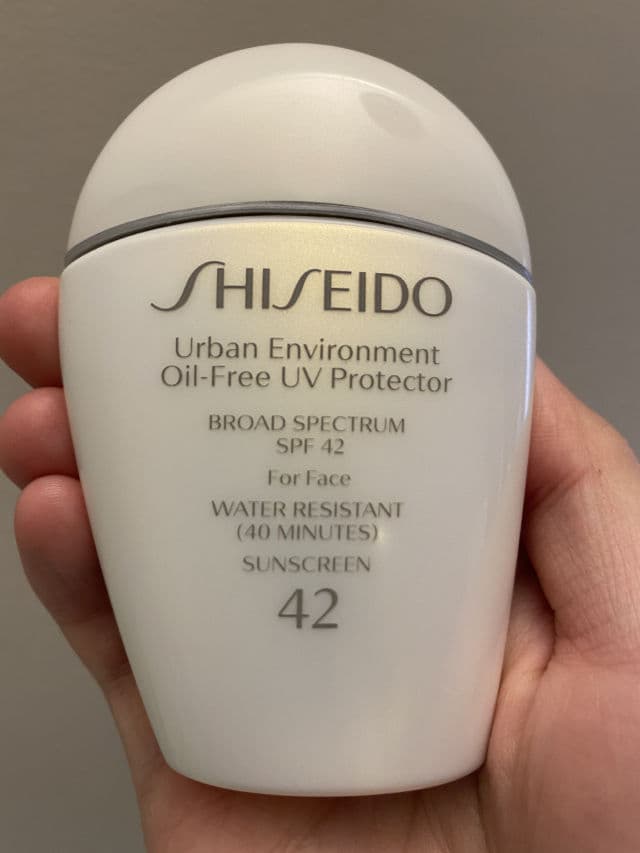 SHISEIDO
Urban Environment
Oil-Free UV Protector
BROAD SPECTRUM
SPF 42
For Face
WATER RESISTANT
(40 MINUTES)
SUNSCREEN
42